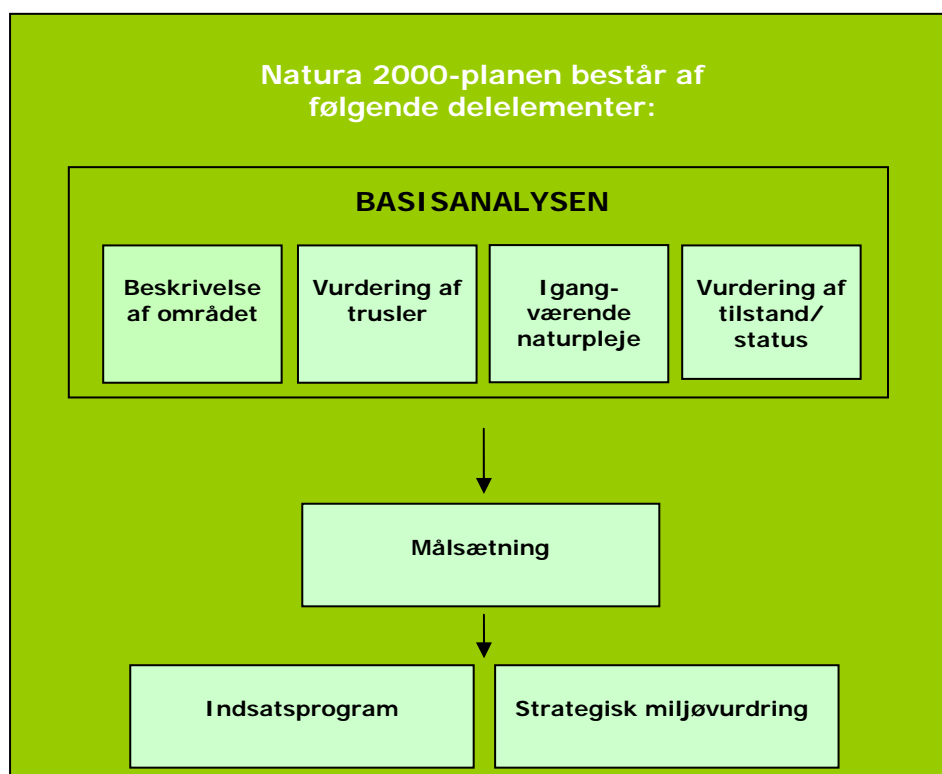 Natura 2000-planen består af
følgende delelementer:
BASISANALYSEN
Beskrivelse
af området
Vurdering af
trusler
Igang-
værende
naturpleje
Vurdering af
tilstand/
status
Målsætning
Indsatsprogram
Strategisk miljøvurdring